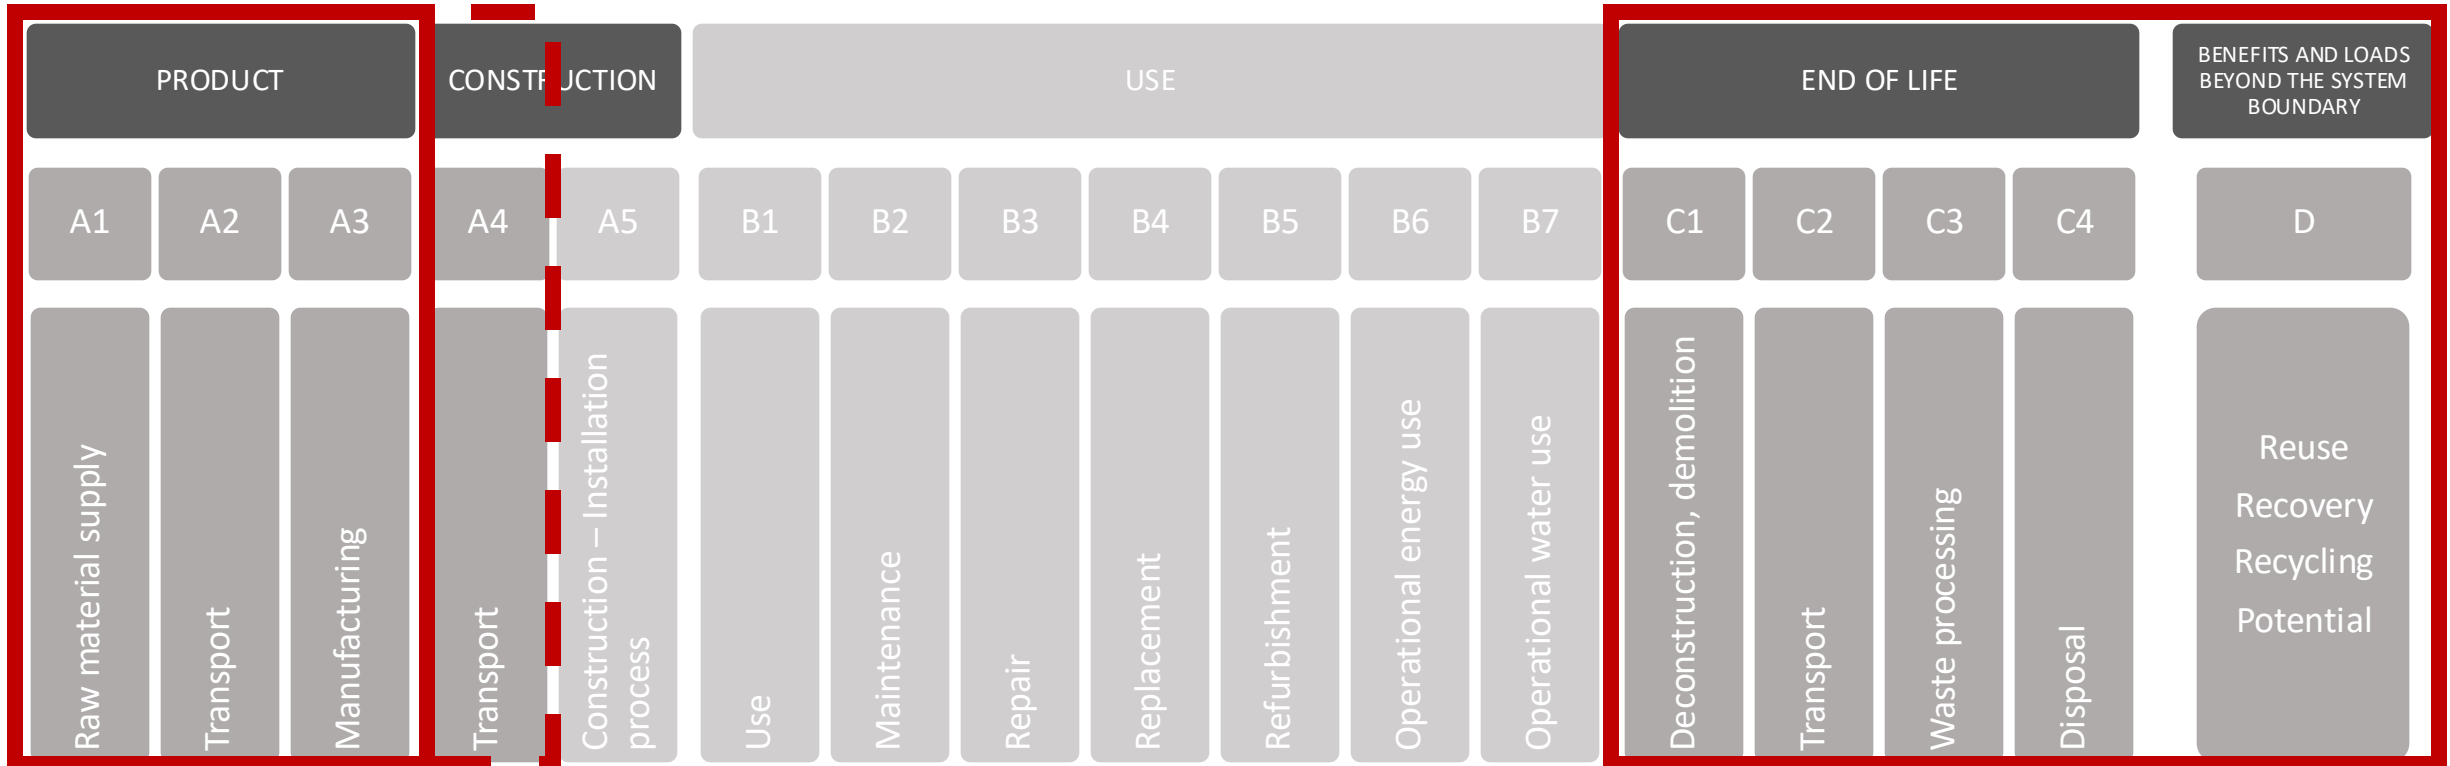 PRODUCT
CONSTRUCTION
USE
END OF LIFE
BENEFITS AND LOADS
BEYOND THE SYSTEM
BOUNDARY
A1
A2
A3
A4
A5
B1
B2
B3
B4
B5
B6
B7
C1
C2
C3
C4
D
Raw material supply
Transport
Manufacturing
Transport
Construction – Installation
process
Use
Maintenance
Repair
Replacement
Refurbishment
Operational energy use
Operational water use
Deconstruction, demolition
Transport
Waste processing
Disposal
Reuse
Recovery
Recycling
Potential